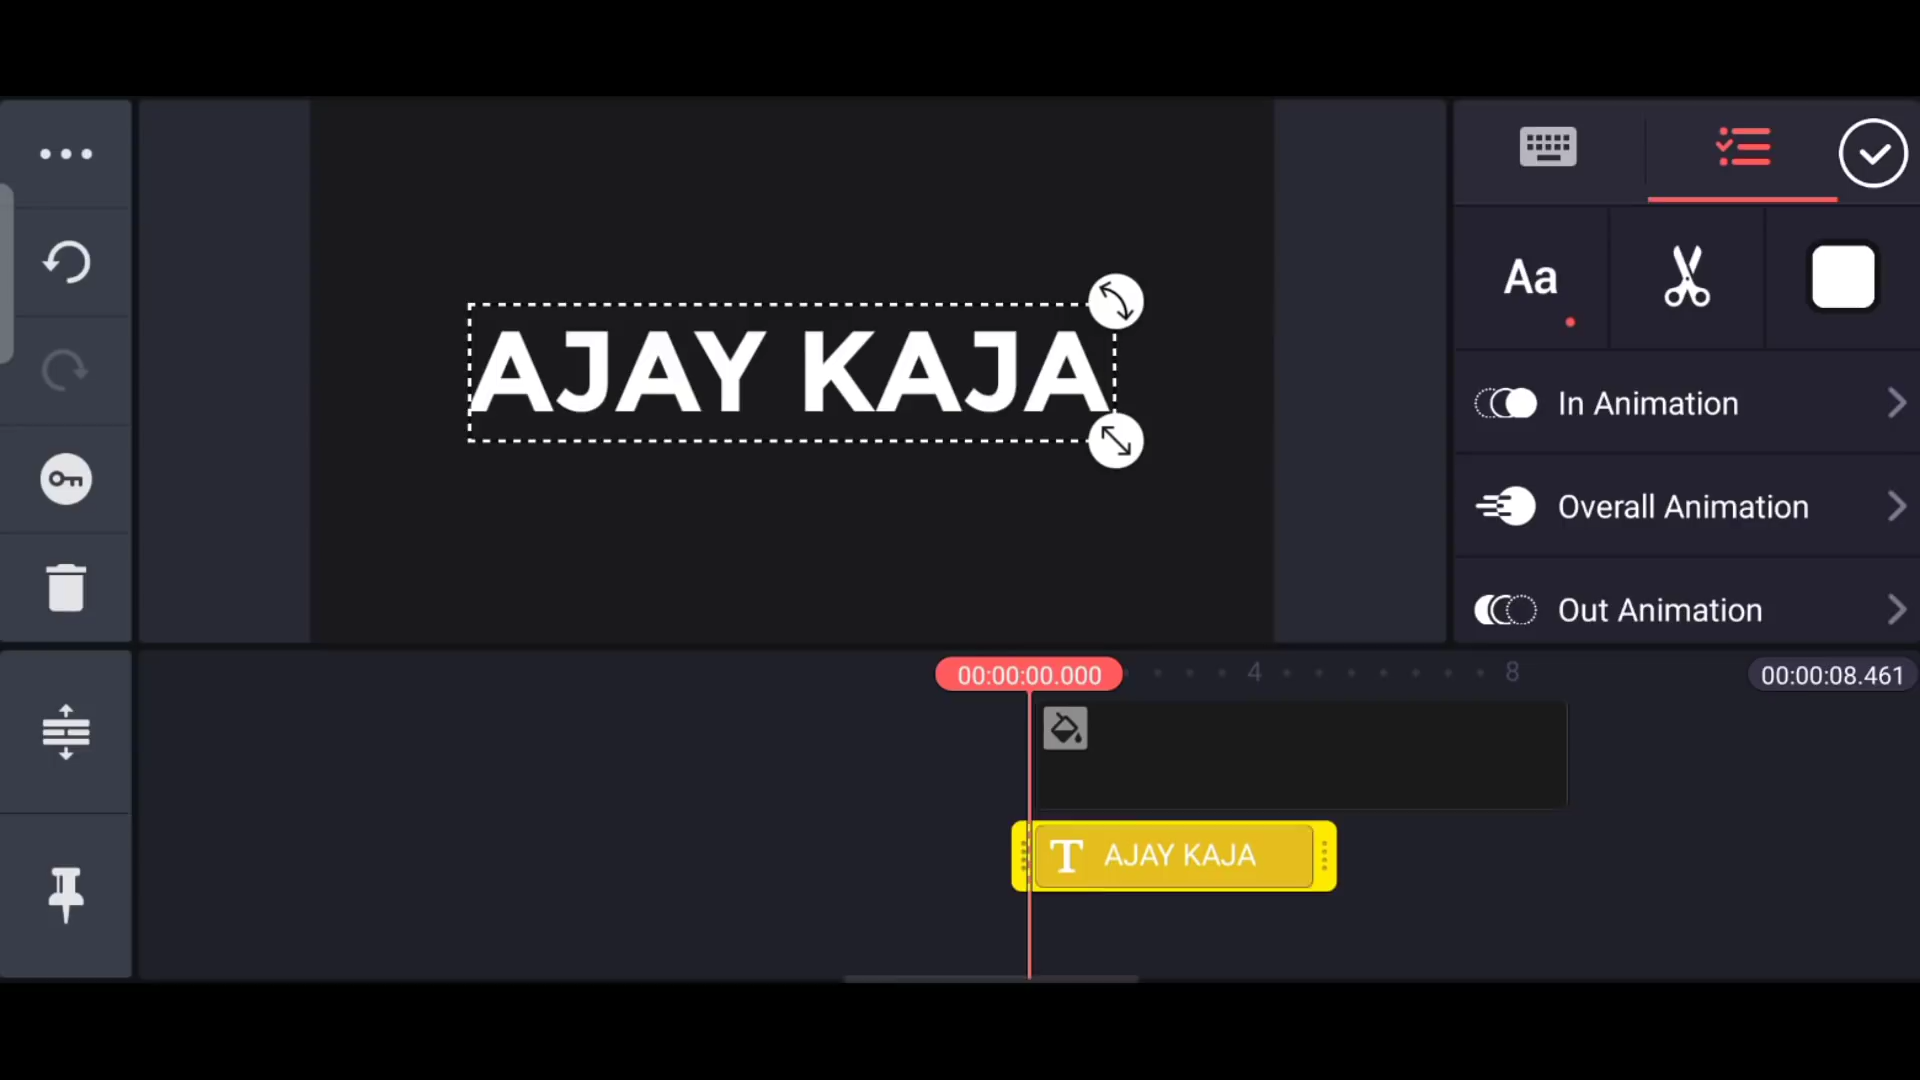 AJAY KAJA
Aa
In Animation
Overall Animation
Out Animation
00:00:00.000
4
8
00:00:08.461
T AJAY KAJA